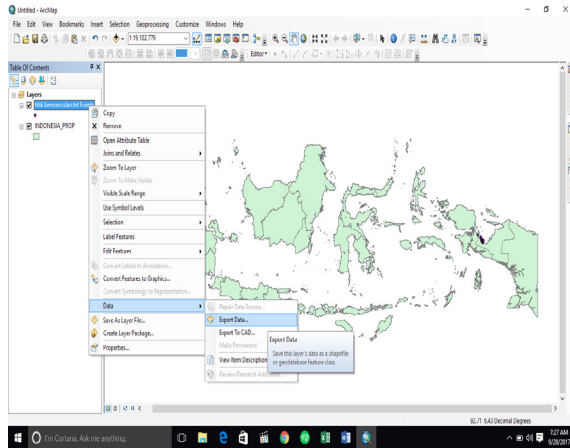 Untitled - ArcMap
File Edit View Bookmarks Insert Selection Geoprocessing Customize Windows Help
1:19,102,779
Editor
Table Of Contents
Layers
titik kemunculan.txt Events
INDONESIA_PROP
Copy
Remove
Open Attribute Table
Joins and Relates
Zoom To Layer
Zoom To Make Visible
Visible Scale Range
Use Symbol Levels
Selection
Label Features
Edit Features
Convert Labels to Annotation...
Convert Features to Graphics...
Convert Symbology to Representation...
Data
Save As Layer File...
Create Layer Package...
Properties...
Repair Data Source...
Export Data...
Export To CAD...
Make Permanent
View Item Description
Review/Rematch Addresses...
Export Data
Save this layer's data as a shapefile
or geodatabase feature class
92.71 6.43 Decimal Degrees
I'm Cortana. Ask me anything.
7:27 AM
9/28/2017